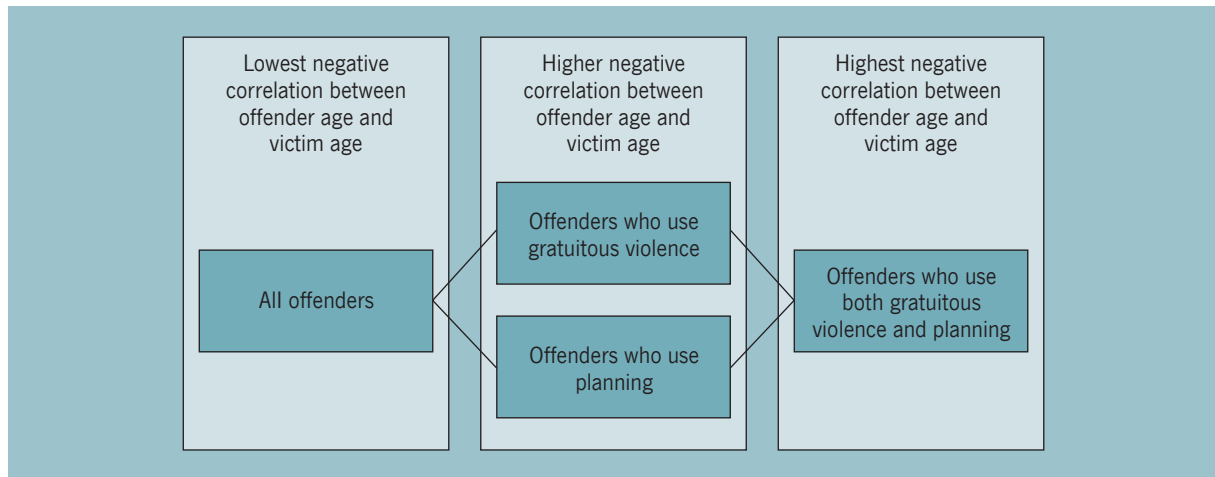 Lowest negative
correlation between
offender age and
victim age
All offenders
Higher negative
correlation between
offender age and
victim age
Offenders who use
gratuitous violence
Offenders who use
planning
Highest negative
correlation between
offender age and
victim age
Offenders who use
both gratuitous
violence and planning